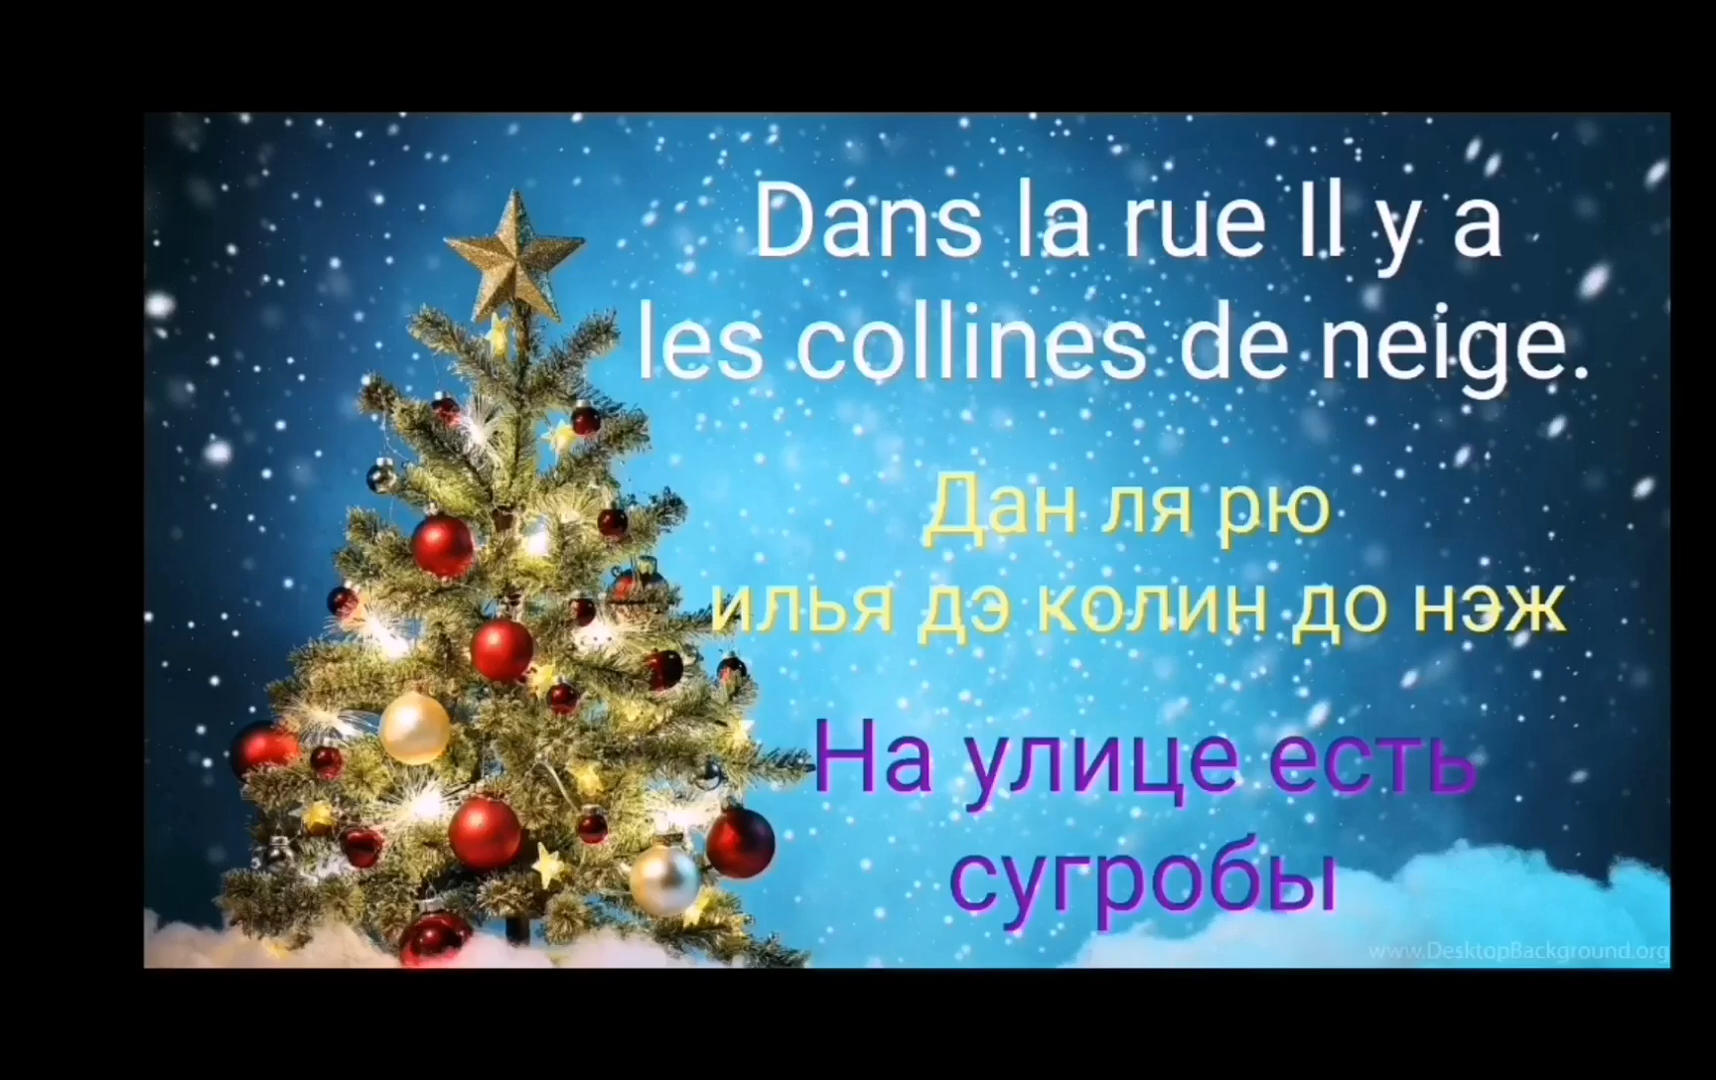 Dans la rue Il y a
les collines de neige.
Дан ля рю
илья дэ колин до нэж
На улице есть
сугробы
www.DesktopBackground.org